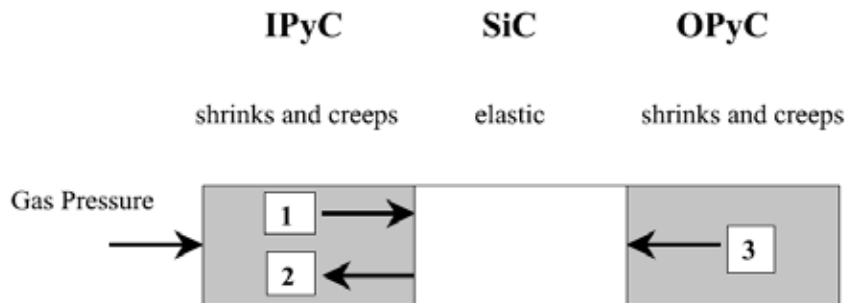 IPyC SiC OPyC
shrinks and creeps elastic shrinks and creeps
Gas Pressure
1
2
3